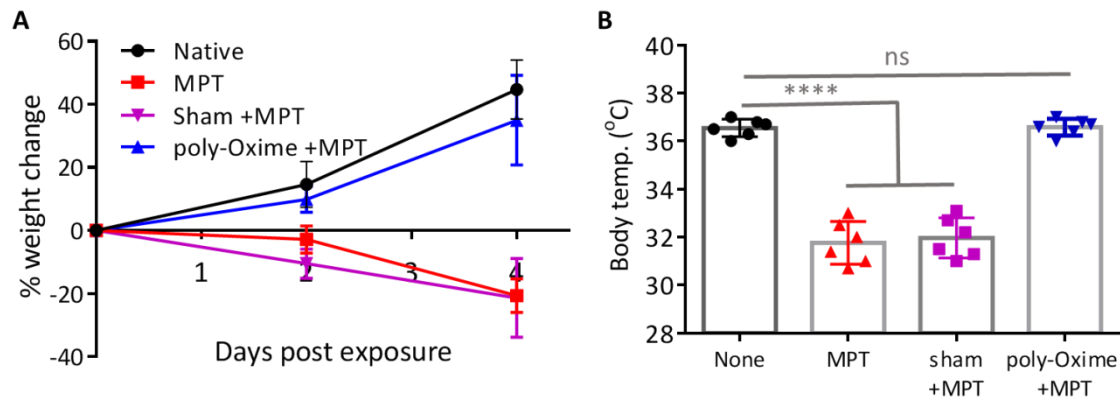 A
% weight change
60
40
20
0
-20
-40
1
2
3
4
Days post exposure
Native
MPT
Sham +MPT
poly-Oxime +MPT
B
Body temp. (⁰C)
40
38
36
34
32
30
28
ns
****
None
MPT
sham
+MPT
poly-Oxime
+MPT